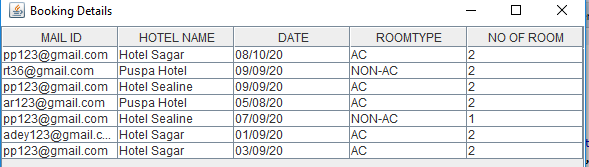 Booking Details
MAIL ID HOTEL NAME DATE ROOMTYPE NO OF ROOM
pp123@gmail.com Hotel Sagar 08/10/20 AC 2
rt36@gmail.com Puspa Hotel 09/09/20 NON-AC 2
pp123@gmail.com Hotel Sealine 09/09/20 AC 2
ar123@gmail.com Puspa Hotel 05/08/20 AC 2
pp123@gmail.com Hotel Sealine 07/09/20 NON-AC 1
adey123@gmail.c... Hotel Sagar 01/09/20 AC 2
pp123@gmail.com Hotel Sagar 03/09/20 AC 2